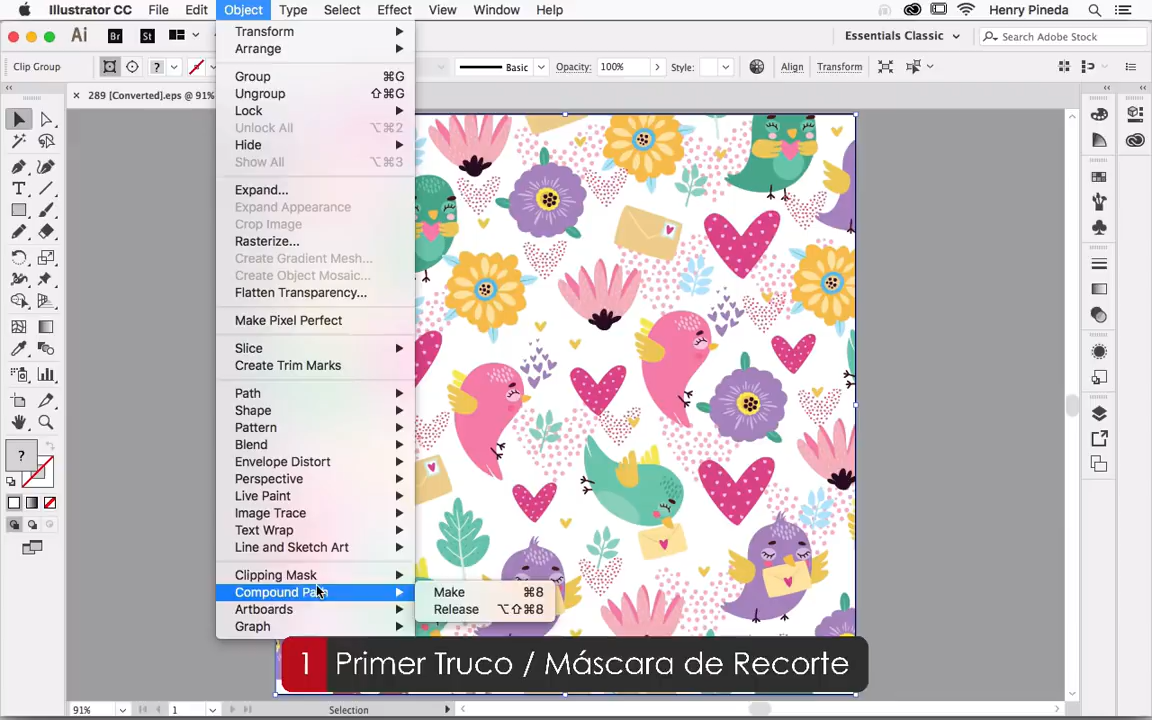 Illustrator CC File Edit Object Type Select Effect View Window Help Henry Pineda
Ai Br St Essentials Classic Search Adobe Stock
Clip Group ? Basic Opacity: 100% Style: Align Transform
× 289 [Converted].eps @ 91%
Transform
Arrange
Group ⌘G
Ungroup ⇧⌘G
Lock
Unlock All ⌥⌘2
Hide
Show All ⌥⌘3
Expand...
Expand Appearance
Crop Image
Rasterize...
Create Gradient Mesh...
Create Object Mosaic...
Flatten Transparency...
Make Pixel Perfect
Slice
Create Trim Marks
Path
Shape
Pattern
Blend
Envelope Distort
Perspective
Live Paint
Image Trace
Text Wrap
Line and Sketch Art
Clipping Mask
Compound Path
Artboards
Graph
Make ⌘8
Release ⌥⇧⌘8
?
1 Primer Truco / Máscara de Recorte
91% 1 Selection